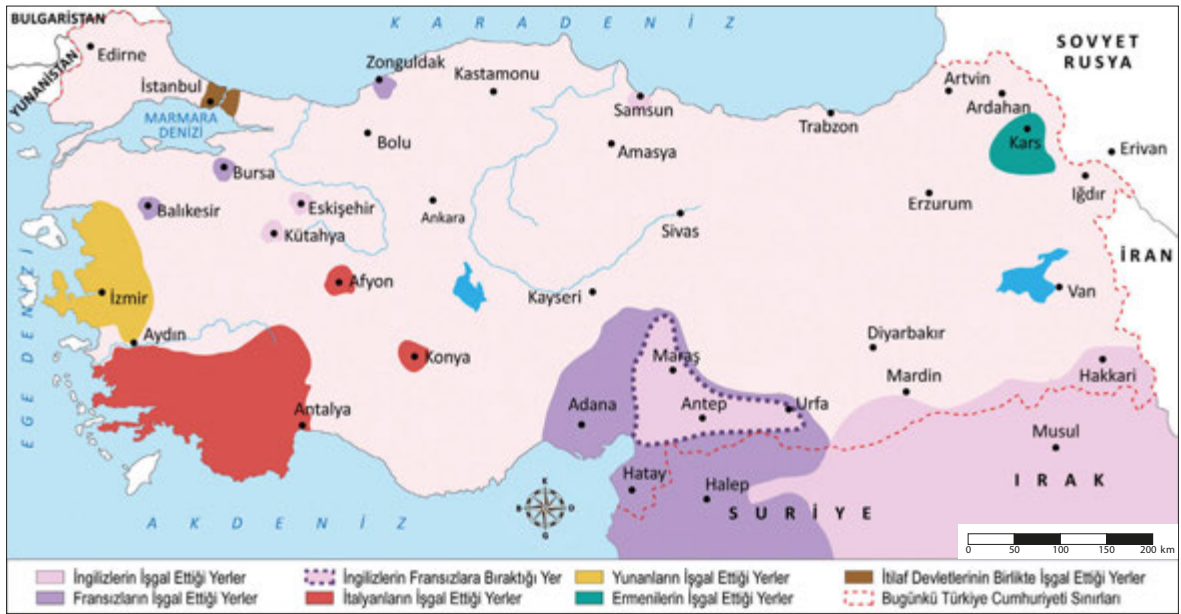 K A R A D E N İ Z
BULGARİSTAN
Edirne
YUNANİSTAN
İstanbul
MARMARA
DENİZİ
Zonguldak
Kastamonu
Samsun
Trabzon
Artvin
Ardahan
SOVYET
RUSYA
Kars
Erivan
Iğdır
Bolu
Amasya
Bursa
Balıkesir
Eskişehir
Kütahya
Ankara
Sivas
Erzurum
İRAN
EGE DENİZİ
İzmir
Afyon
Kayseri
Van
Aydın
Konya
Maraş
Diyarbakır
Mardin
Hakkari
Antalya
Adana
Antep
Urfa
Musul
Hatay
Halep
I R A K
S U R İ Y E
A K D E N İ Z
K
B
D
G
0 50 100 150 200 km
İngilizlerin İşgal Ettiği Yerler
İngilizlerin Fransızlara Bıraktığı Yer
Yunanların İşgal Ettiği Yerler
İtilaf Devletlerinin Birlikte İşgal Ettiği Yerler
Fransızların İşgal Ettiği Yerler
İtalyanların İşgal Ettiği Yerler
Ermenilerin İşgal Ettiği Yerler
Bugünkü Türkiye Cumhuriyeti Sınırları